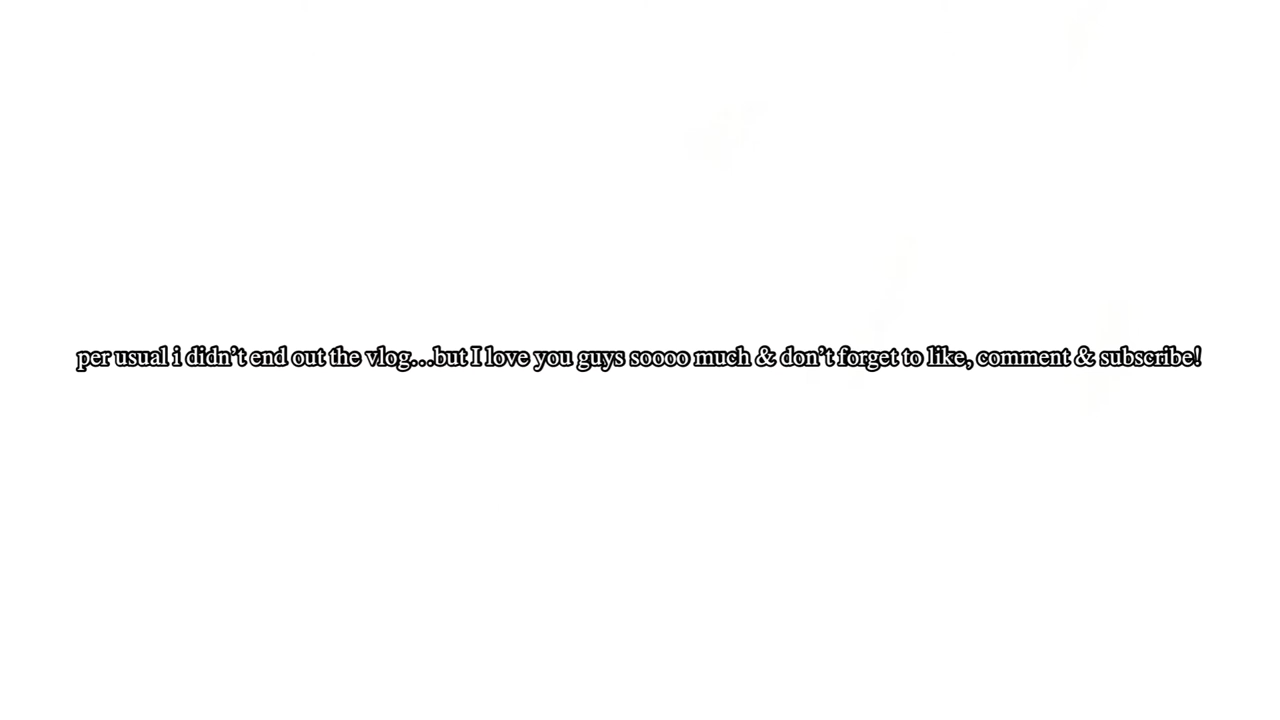 per usual i didn’t end out the vlog...but I love you guys soooo much & don’t forget to like, comment & subscribe!